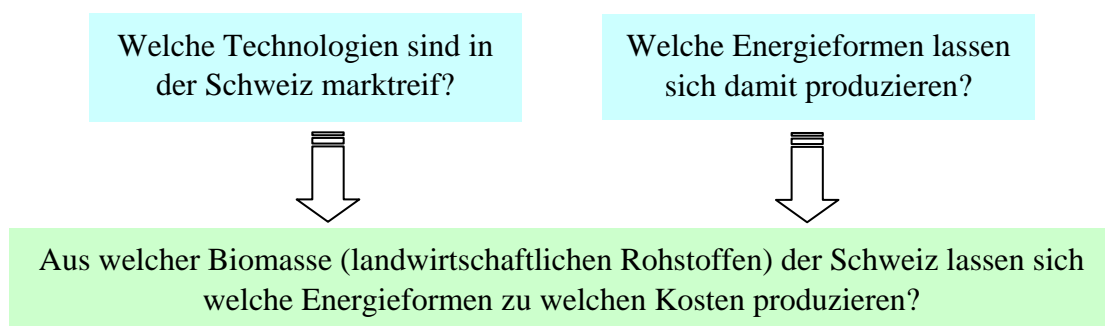 Welche Technologien sind in
der Schweiz marktreif?
Welche Energieformen lassen
sich damit produzieren?
Aus welcher Biomasse (landwirtschaftlichen Rohstoffen) der Schweiz lassen sich
welche Energieformen zu welchen Kosten produzieren?